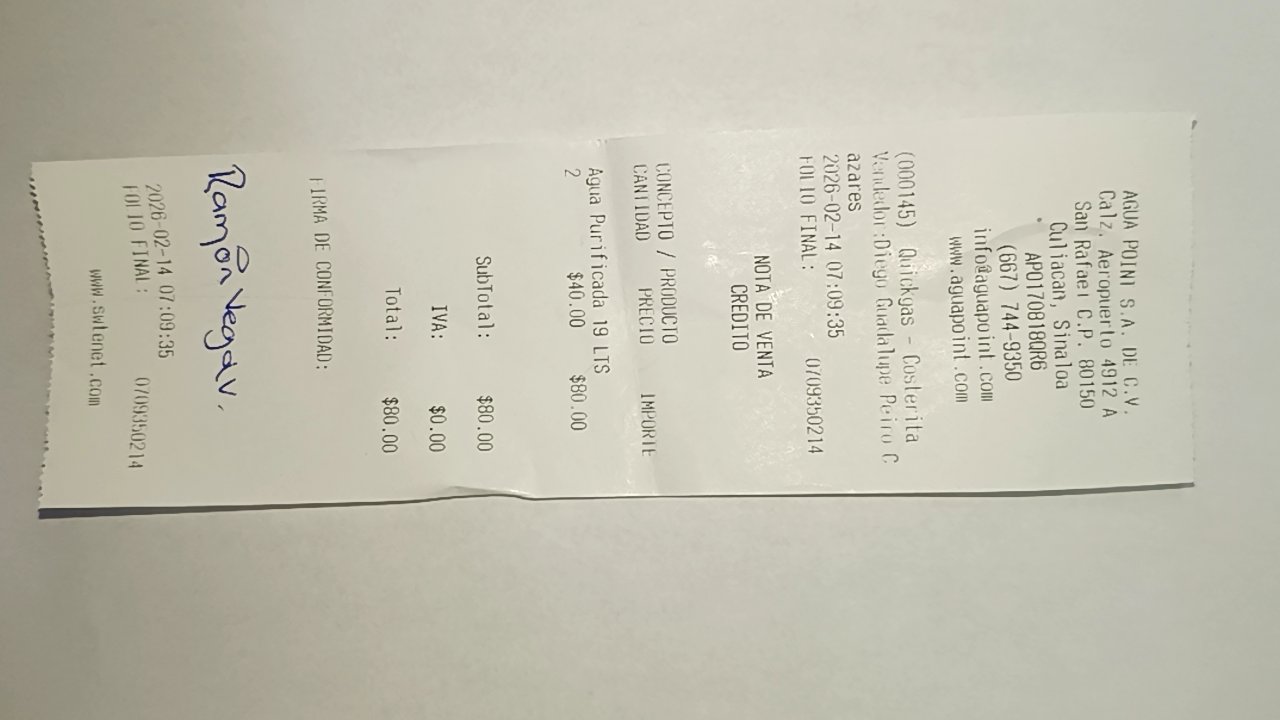 AGUA POINT S.A. DE C.V.
Calz, Aeropuerto 4912 A
San Rafael C.P. 80150
Culiacan, Sinaloa
APO170818QR6
(667) 744-9350
info@aguapoint.com
www.aguapoint.com
(000145) Quickgas - Costerita
Vendedor:Diego Guadalupe Peiro C
azares
2026-02-14 07:09:35
FOLIO FINAL: 0709350214
NOTA DE VENTA
CREDITO
CONCEPTO / PRODUCTO
CANTIDAD PRECIO IMPORTE
Agua Purificada 19 LTS
2 $40.00 $80.00
SubTotal: $80.00
IVA: $0.00
Total: $80.00
FIRMA DE CONFORMIDAD:
Ramón Vega V.
2026-02-14 07:09:35
FOLIO FINAL: 0709350214
www.swtenet.com